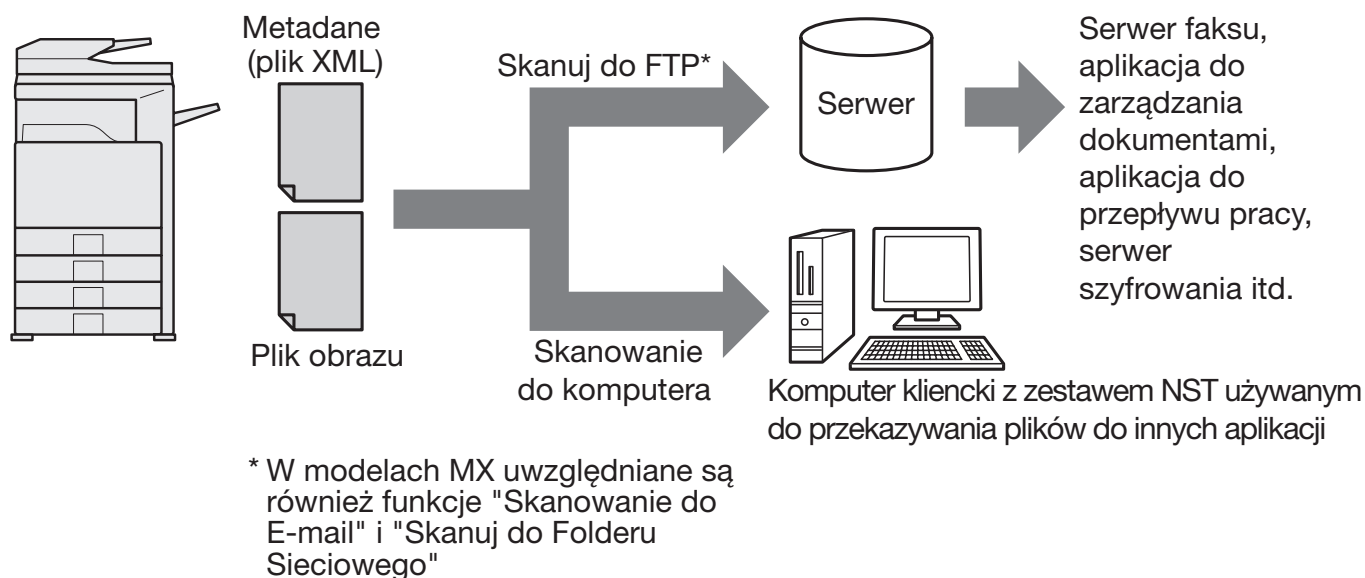 Metadane
(plik XML)
Skanuj do FTP*
Serwer
Serwer faksu,
aplikacja do
zarządzania
dokumentami,
aplikacja do
przepływu pracy,
serwer
szyfrowania itd.
Plik obrazu
Skanowanie
do komputera
Komputer kliencki z zestawem NST używanym
do przekazywania plików do innych aplikacji
* W modelach MX uwzględniane są
również funkcje "Skanowanie do
E-mail" i "Skanuj do Folderu
Sieciowego"